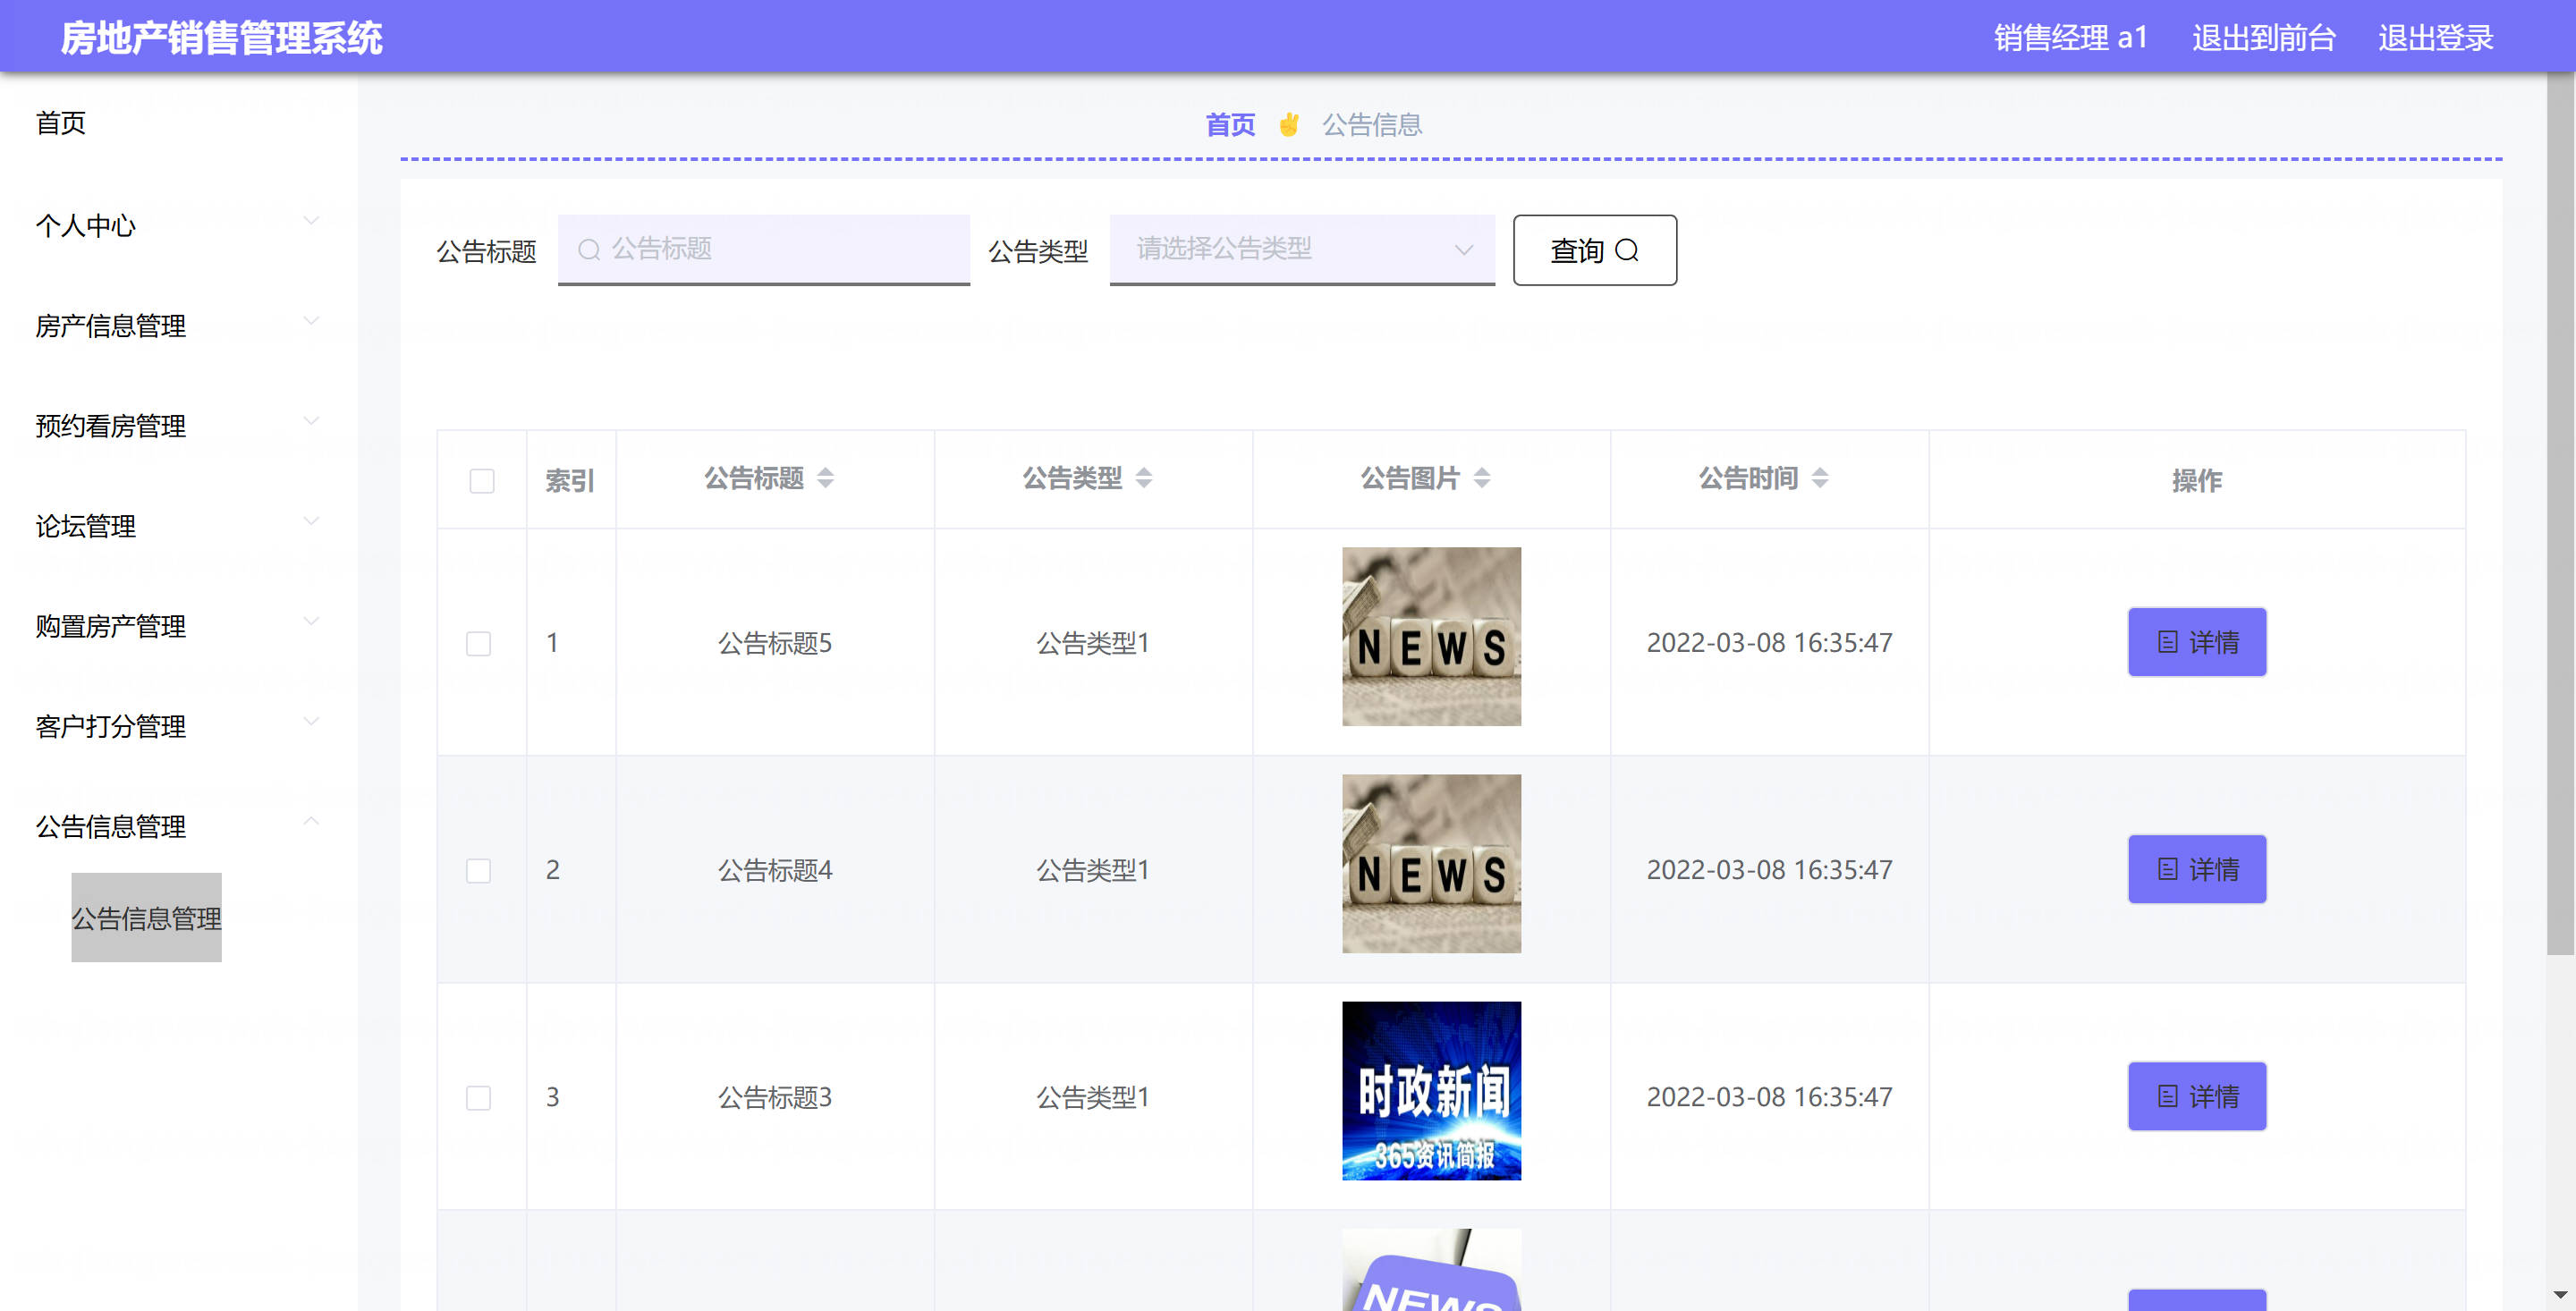 房地产销售管理系统 销售经理 a1 退出到前台 退出登录
首页
个人中心
房产信息管理
预约看房管理
论坛管理
购置房产管理
客户打分管理
公告信息管理
公告信息管理
首页 公告信息
公告标题 公告标题 公告类型 请选择公告类型 查询
索引 公告标题 公告类型 公告图片 公告时间 操作
1 公告标题5 公告类型1 NEWS 2022-03-08 16:35:47 详情
2 公告标题4 公告类型1 NEWS 2022-03-08 16:35:47 详情
3 公告标题3 公告类型1 时政新闻 2022-03-08 16:35:47 详情
365资讯简报
NEWS